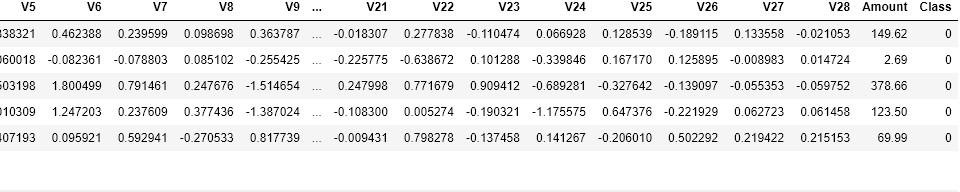 V5 V6 V7 V8 V9 ... V21 V22 V23 V24 V25 V26 V27 V28 Amount Class
338321 0.462388 0.239599 0.098698 0.363787 ... -0.018307 0.277838 -0.110474 0.066928 0.128539 -0.189115 0.133558 -0.021053 149.62 0
060018 -0.082361 -0.078803 0.085102 -0.255425 ... -0.225775 -0.638672 0.101288 -0.339846 0.167170 0.125895 -0.008983 0.014724 2.69 0
503198 1.800499 0.791461 0.247676 -1.514654 ... 0.247998 0.771679 0.909412 -0.689281 -0.327642 -0.139097 -0.055353 -0.059752 378.66 0
010309 1.247203 0.237609 0.377436 -1.387024 ... -0.108300 0.005274 -0.190321 -1.175575 0.647376 -0.221929 0.062723 0.061458 123.50 0
407193 0.095921 0.592941 -0.270533 0.817739 ... -0.009431 0.798278 -0.137458 0.141267 -0.206010 0.502292 0.219422 0.215153 69.99 0